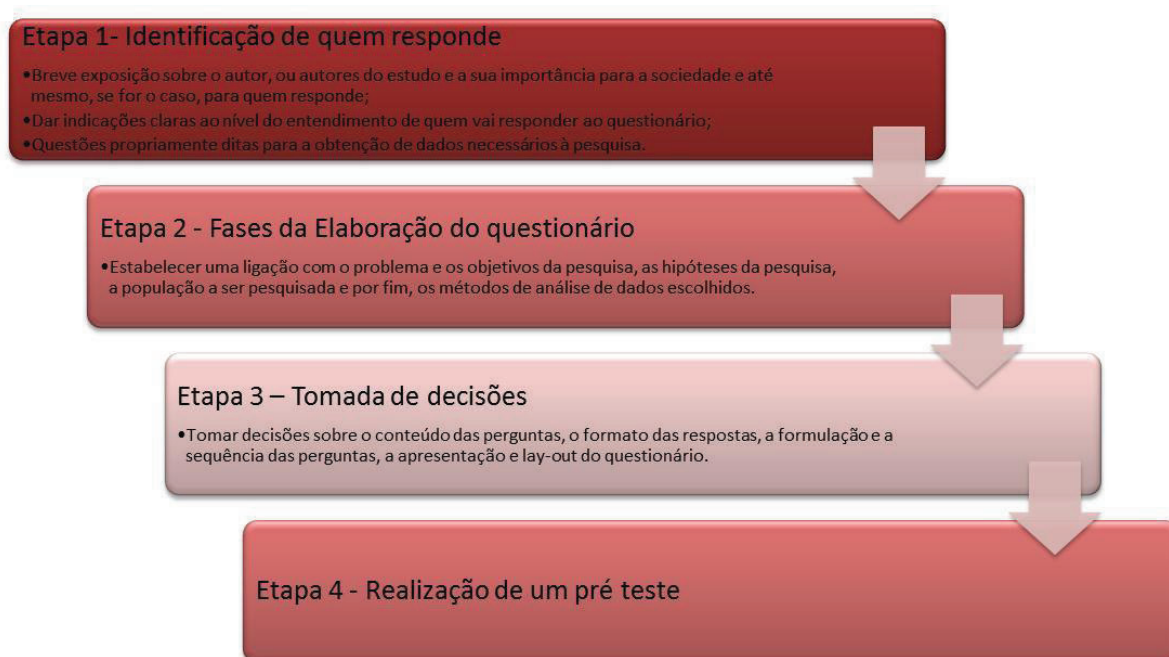 Etapa 1- Identificação de quem responde
•Breve exposição sobre o autor, ou autores do estudo e a sua importância para a sociedade e até
mesmo, se for o caso, para quem responde;
•Dar indicações claras ao nível do entendimento de quem vai responder ao questionário;
•Questões propriamente ditas para a obtenção de dados necessários à pesquisa.
Etapa 2 - Fases da Elaboração do questionário
•Estabelecer uma ligação com o problema e os objetivos da pesquisa, as hipóteses da pesquisa,
a população a ser pesquisada e por fim, os métodos de análise de dados escolhidos.
Etapa 3 – Tomada de decisões
•Tomar decisões sobre o conteúdo das perguntas, o formato das respostas, a formulação e a
sequência das perguntas, a apresentação e lay-out do questionário.
Etapa 4 - Realização de um pré teste